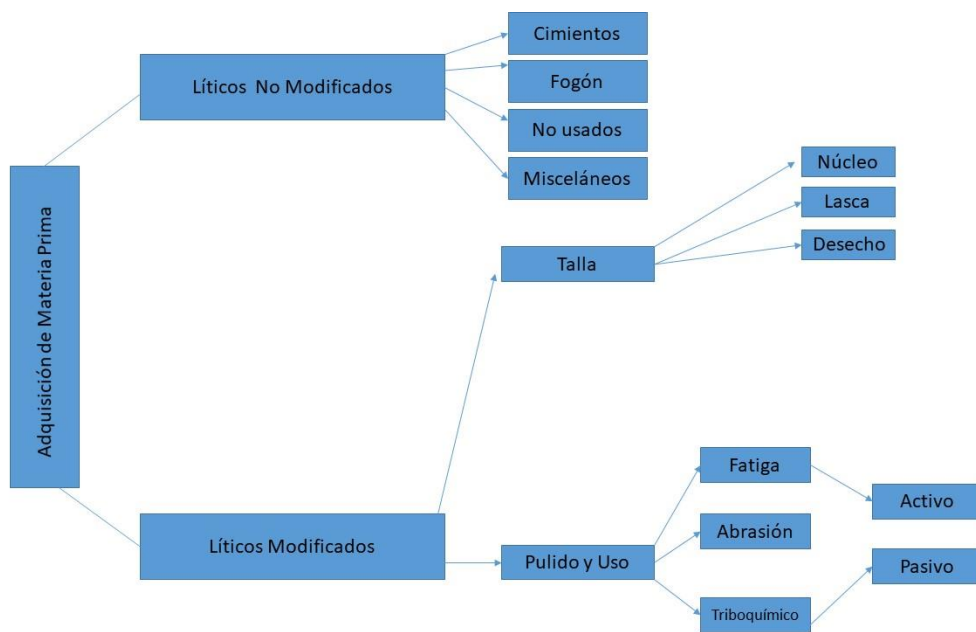 Adquisición de Materia Prima
Líticos No Modificados
Cimientos
Fogón
No usados
Misceláneos
Líticos Modificados
Talla
Núcleo
Lasca
Desecho
Pulido y Uso
Fatiga
Abrasión
Triboquímico
Activo
Pasivo